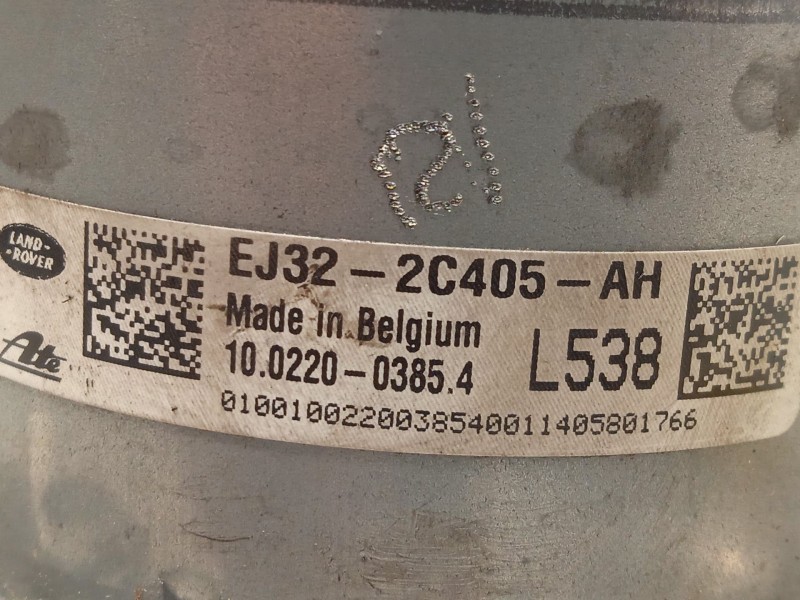 LAND-
-ROVER
Ate
EJ32-2C405-AH
Made in Belgium
10.0220-0385.4
L538
0100100220038540011405801766